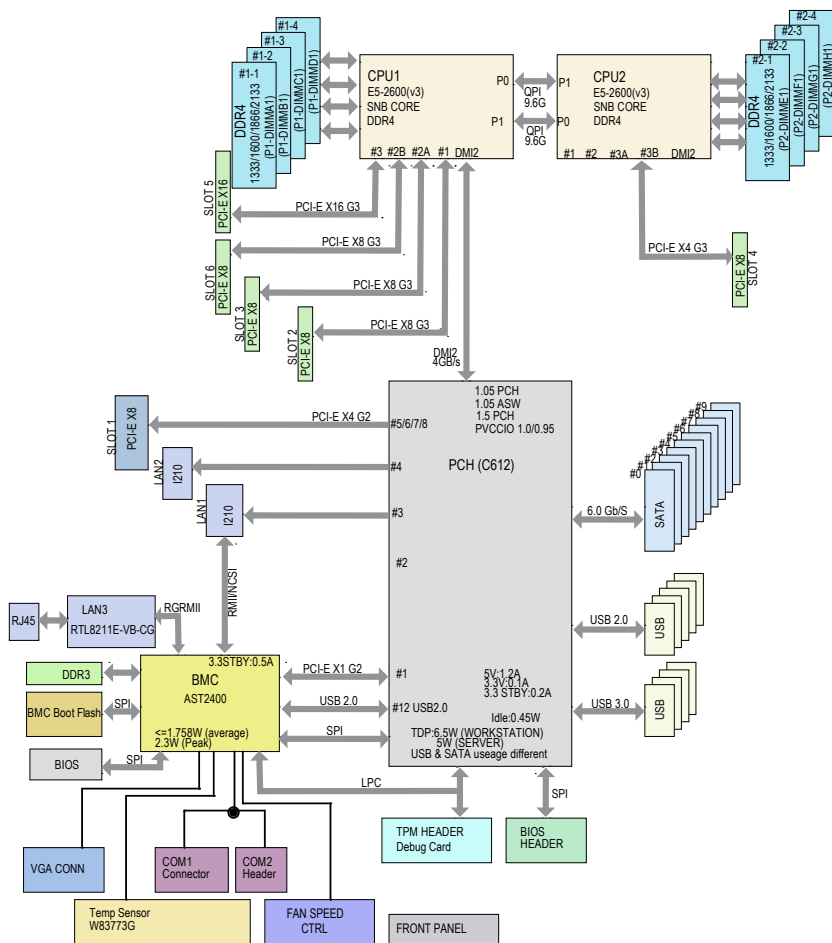 #1-4
#1-3
#1-2
#1-1
DDR4
1333/1600/1866/2133
(P1-DIMMA1)
(P1-DIMMB1)
(P1-DIMMC1)
(P1-DIMMD1)
CPU1
E5-2600(v3)
SNB CORE
DDR4
P0
P1
#3 #2B #2A #1 DMI2
QPI
9.6G
QPI
9.6G
P1
P0
CPU2
E5-2600(v3)
SNB CORE
DDR4
#1 #2 #3A #3B DMI2
#2-4
#2-3
#2-2
#2-1
DDR4
1333/1600/1866/2133
(P2-DIMME1)
(P2-DIMMF1)
(P2-DIMMG1)
(P2-DIMMH1)
SLOT 5
PCI-E X16
PCI-E X16 G3
SLOT 6
PCI-E X8
PCI-E X8 G3
SLOT 3
PCI-E X8
PCI-E X8 G3
SLOT 2
PCI-E X8
PCI-E X8 G3
PCI-E X4 G3
PCI-E X8
SLOT 4
DMI2
4GB/s
1.05 PCH
1.05 ASW
1.5 PCH
PVCCIO 1.0/0.95
PCH (C612)
SLOT 1
PCI-E X8
PCI-E X4 G2
#5/6/7/8
LAN2
I210
#4
LAN1
I210
#3
#2
RMII/NCSI
#0
#1
#2
#3
#4
#5
#6
#7
#8
#9
6.0 Gb/S
SATA
USB 2.0
USB
USB 3.0
USB
RJ45
LAN3
RTL8211E-VB-CG
RGRMII
3.3STBY:0.5A
BMC
AST2400
<=1.758W (average)
2.3W (Peak)
DDR3
BMC Boot Flash
SPI
BIOS
SPI
PCI-E X1 G2
#1
USB 2.0
#12 USB2.0
SPI
5V:1.2A
3.3V:0.1A
3.3 STBY:0.2A
Idle:0.45W
TDP:6.5W (WORKSTATION)
5W (SERVER)
USB & SATA useage different
LPC
SPI
TPM HEADER
Debug Card
BIOS
HEADER
VGA CONN
COM1
Connector
COM2
Header
Temp Sensor
W83773G
FAN SPEED
CTRL
FRONT PANEL